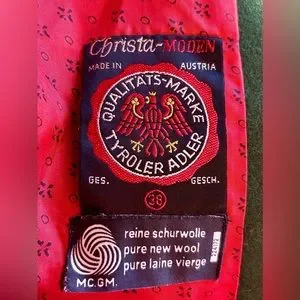 Christa-MODEN
MADE IN AUSTRIA
QUALITÄTS-MARKE
TYROLER ADLER
GES. GESCH.
38
reine schurwolle
pure new wool
pure laine vierge
MC.GM.